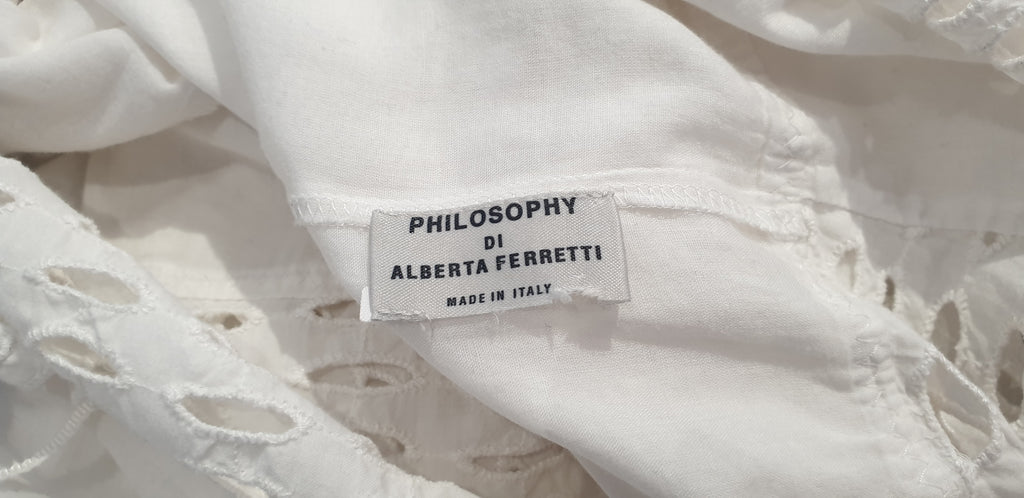 PHILOSOPHY
DI
ALBERTA FERRETTI
MADE IN ITALY